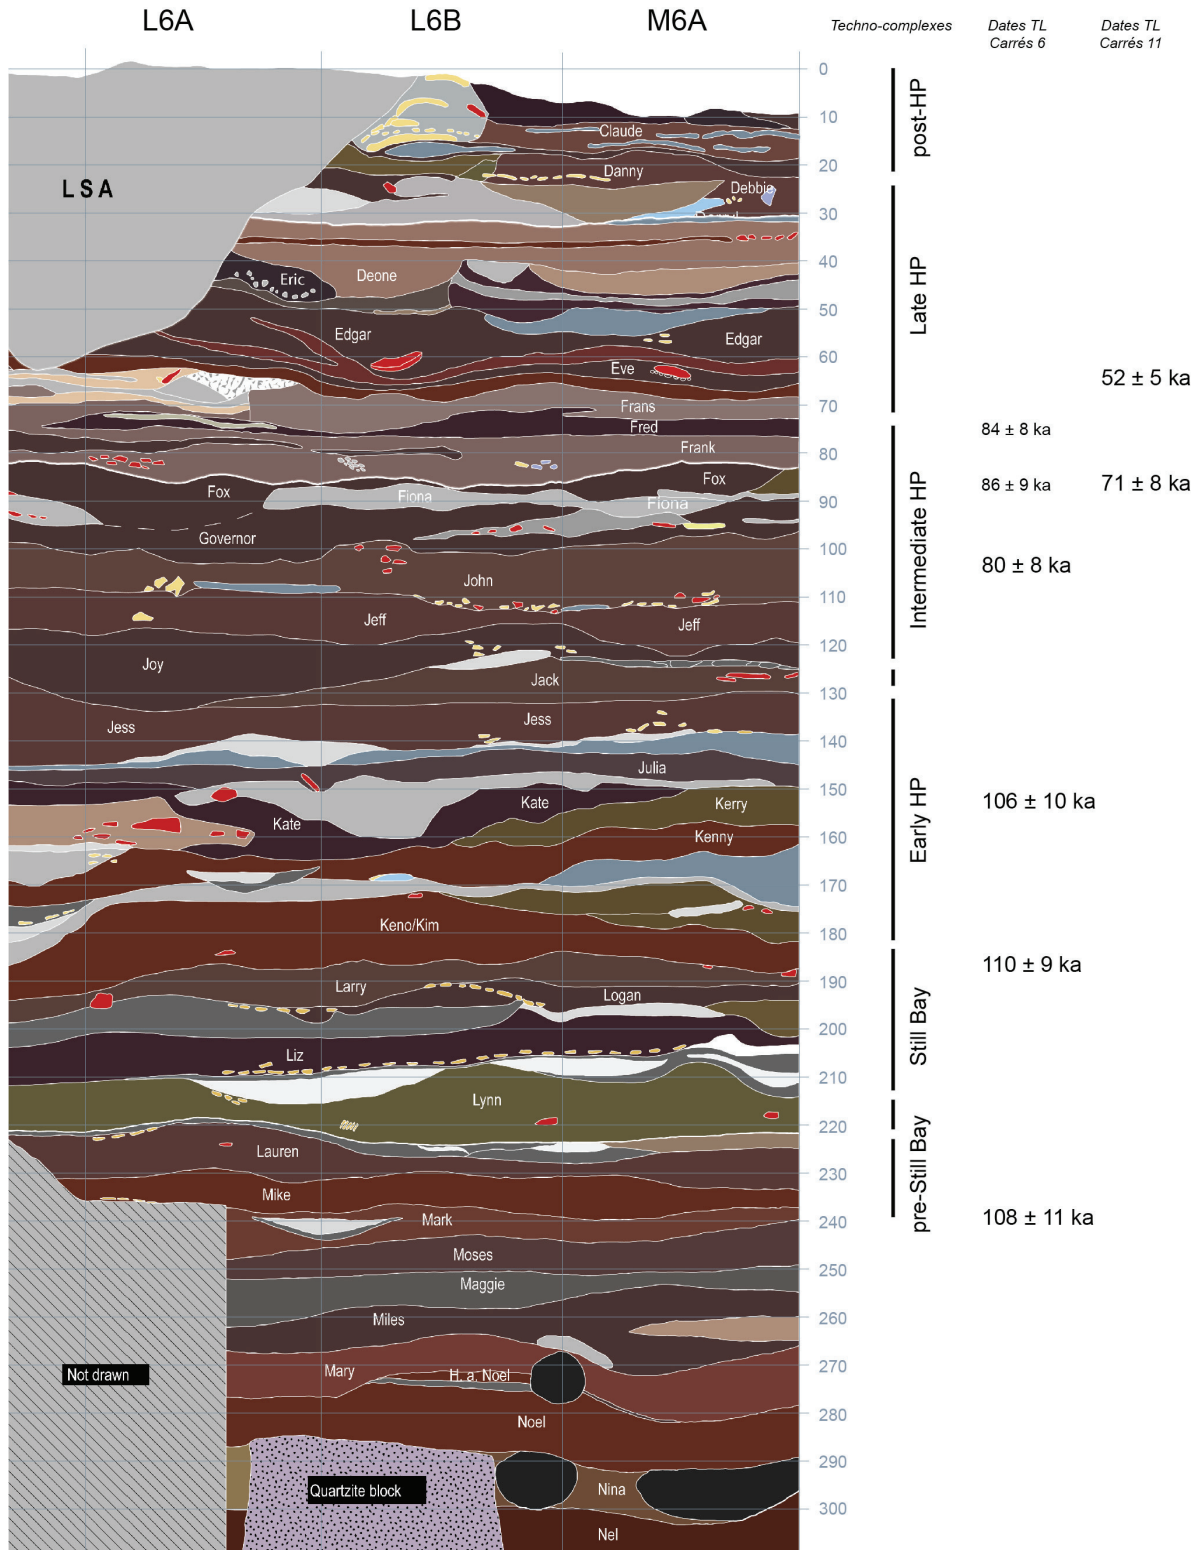 L6A L6B M6A
Techno-complexes
Dates TL
Carrés 6
Dates TL
Carrés 11
0
10
20
30
40
50
60
70
80
90
100
110
120
130
140
150
160
170
180
190
200
210
220
230
240
250
260
270
280
290
300
post-HP
Late HP
Intermediate HP
Early HP
Still Bay
pre-Still Bay
52 ± 5 ka
84 ± 8 ka
86 ± 9 ka
71 ± 8 ka
80 ± 8 ka
106 ± 10 ka
110 ± 9 ka
108 ± 11 ka
LSA
Claude
Danny
Debbie
Eric
Deone
Edgar
Edgar
Eve
Frans
Fred
Frank
Fox
Fox
Fiona
Fiona
Governor
John
Jeff
Jeff
Joy
Jack
Jess
Jess
Julia
Kate
Kerry
Kate
Kenny
Keno/Kim
Larry
Logan
Liz
Lynn
Lauren
Mike
Mark
Moses
Maggie
Miles
Mary
H. a. Noel
Not drawn
Noel
Quartzite block
Nina
Nel